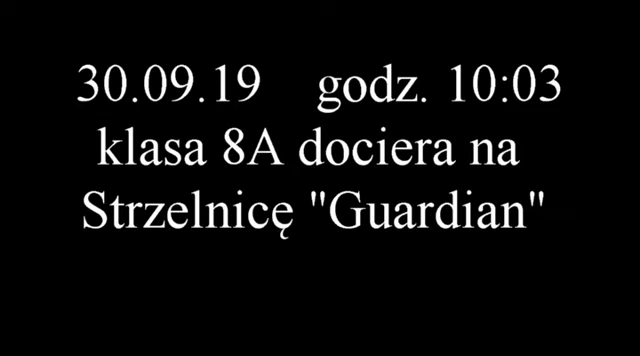 30.09.19 godz. 10:03
klasa 8A dociera na
Strzelnicę "Guardian"